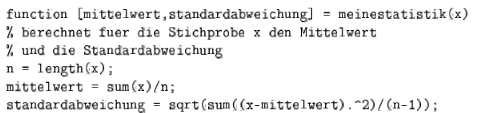 function [mittelwert,standardabweichung] = meinestatistik(x)
% berechnet fuer die Stichprobe x den Mittelwert
% und die Standardabweichung
n = length(x);
mittelwert = sum(x)/n;
standardabweichung = sqrt(sum((x-mittelwert).^2)/(n-1));